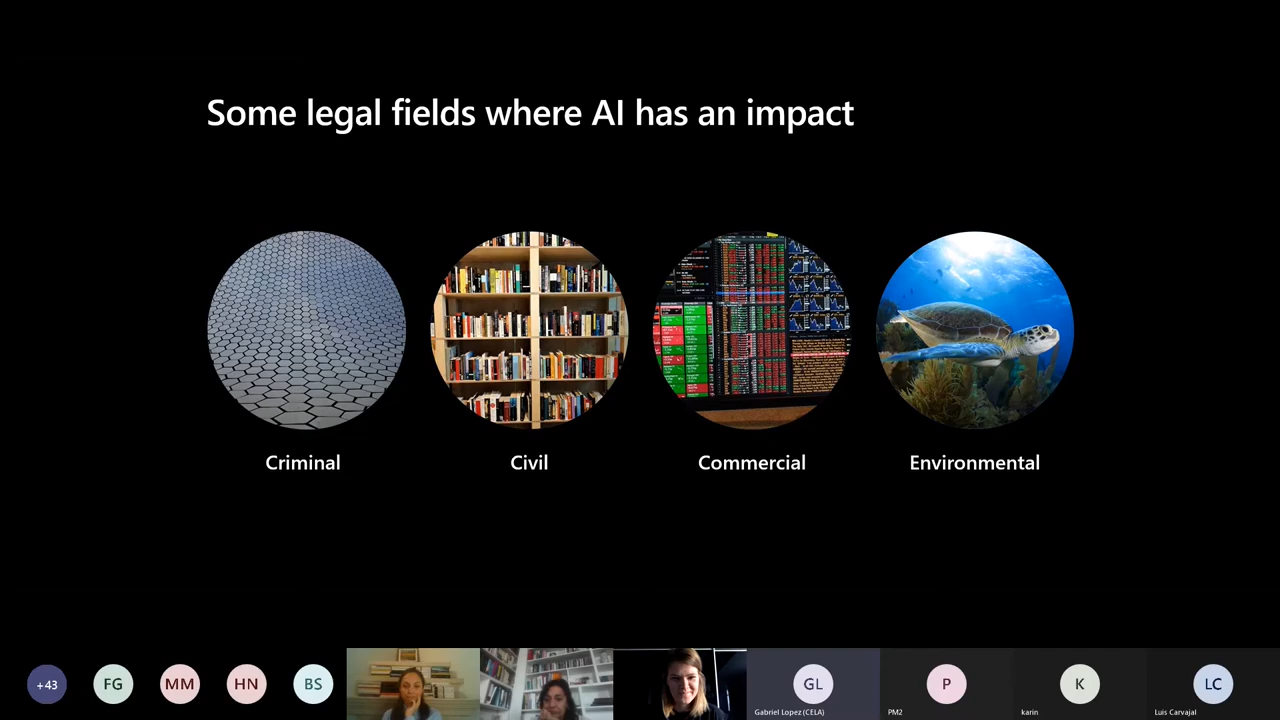 Some legal fields where AI has an impact
Criminal
Civil
Commercial
Environmental
+43
FG
MM
HN
BS
GL
Gabriel Lopez (CELA)
P
PM2
K
karin
LC
Luis Carvajal